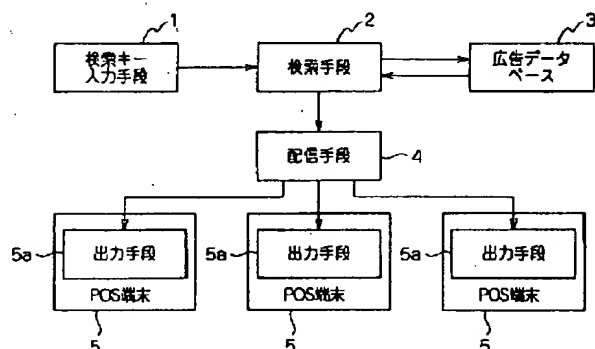 1
2
3
検索キー
入力手段
検索手段
広告データ
ベース
配信手段
4
5a
出力手段
POS端末
5
5a
出力手段
POS端末
5
5a
出力手段
POS端末
5